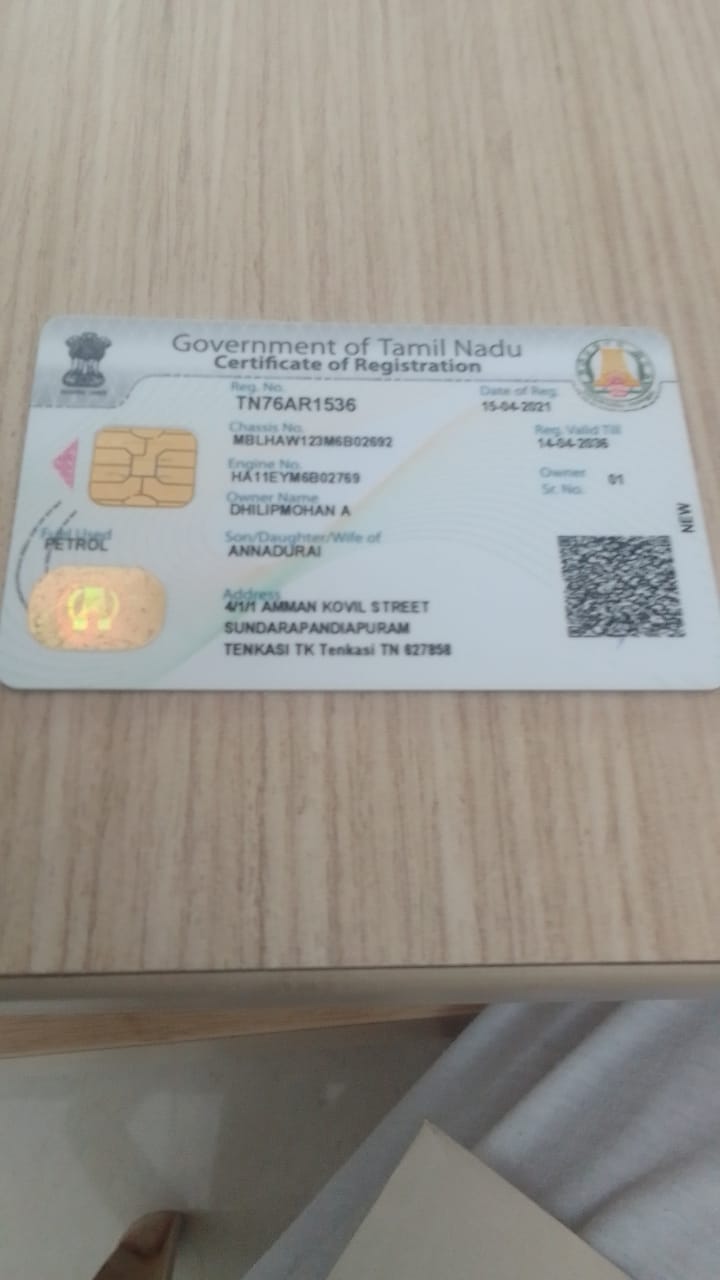 Government of Tamil Nadu
Certificate of Registration
Reg. No.
TN76AR1536
Date of Reg.
15-04-2021
Chassis No.
MBLHAW123M6B02692
Reg. Valid Till
14-04-2036
Engine No.
HA11EYM6B02769
Owner
Sr. No.
01
Owner Name
DHILIPMOHAN A
NEW
Fuel Used
PETROL
Son/Daughter/Wife of
ANNADURAI
Address
4/1/1 AMMAN KOVIL STREET
SUNDARAPANDIAPURAM
TENKASI TK Tenkasi TN 627858